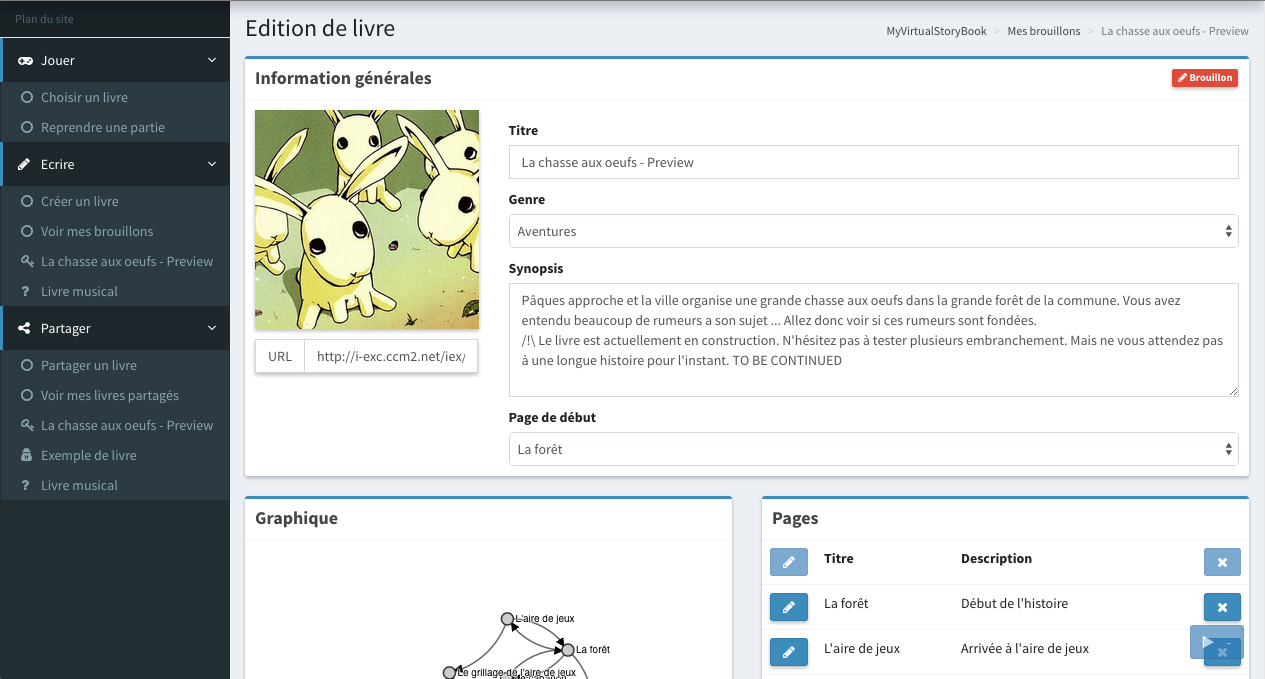 Plan du site
Jouer
Choisir un livre
Reprendre une partie
Ecrire
Créer un livre
Voir mes brouillons
La chasse aux oeufs - Preview
Livre musical
Partager
Partager un livre
Voir mes livres partagés
La chasse aux oeufs - Preview
Exemple de livre
Livre musical
Edition de livre
MyVirtualStoryBook > Mes brouillons > La chasse aux oeufs - Preview
Information générales
Brouillon
URL http://i-exc.ccm2.net/iex/
Titre
La chasse aux oeufs - Preview
Genre
Aventures
Synopsis
Pâques approche et la ville organise une grande chasse aux oeufs dans la grande forêt de la commune. Vous avez
entendu beaucoup de rumeurs a son sujet ... Allez donc voir si ces rumeurs sont fondées.
/!\ Le livre est actuellement en construction. N'hésitez pas à tester plusieurs embranchement. Mais ne vous attendez pas
à une longue histoire pour l'instant. TO BE CONTINUED
Page de début
La forêt
Graphique
L'aire de jeux
La forêt
Le grillage de l'aire de jeux
Pages
Titre Description
La forêt Début de l'histoire
L'aire de jeux Arrivée à l'aire de jeux